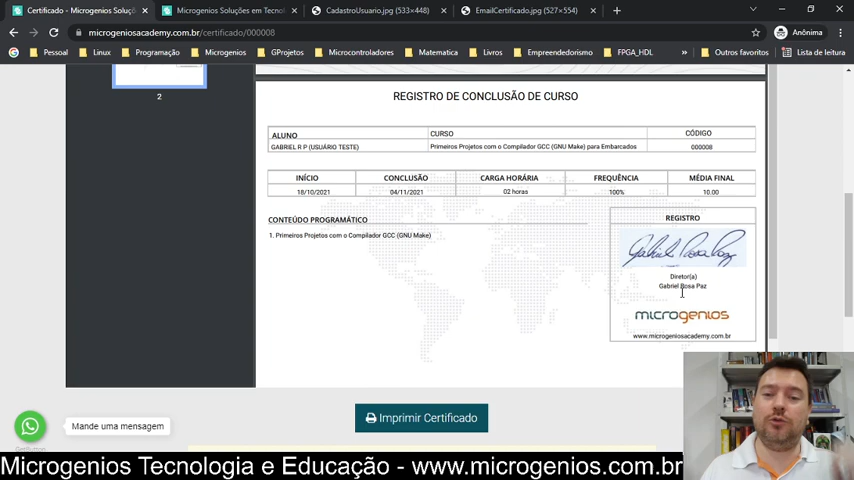 Certificado - Microgenios Soluçõ
Microgenios Soluções em Tecnol
CadastroUsuario.jpg (533×448)
EmailCertificado.jpg (527×554)
microgeniosacademy.com.br/certificado/000008
Anônima
Pessoal
Linux
Programação
Microgenios
GProjetos
Microcontroladores
Matematica
Livros
Empreendedorismo
FPGA_HDL
»
Outros favoritos
Lista de leitura
2
REGISTRO DE CONCLUSÃO DE CURSO
ALUNO CURSO CÓDIGO
GABRIEL R P (USUÁRIO TESTE) Primeiros Projetos com o Compilador GCC (GNU Make) para Embarcados 000008
INÍCIO CONCLUSÃO CARGA HORÁRIA FREQUÊNCIA MÉDIA FINAL
18/10/2021 04/11/2021 02 horas 100% 10.00
CONTEÚDO PROGRAMÁTICO
1. Primeiros Projetos com o Compilador GCC (GNU Make)
REGISTRO
Gabriel Rosa Paz
Diretor(a)
Gabriel Rosa Paz
microgenios
www.microgeniosacademy.com.br
Imprimir Certificado
Mande uma mensagem
Microgenios Tecnologia e Educação - www.microgenios.com.br